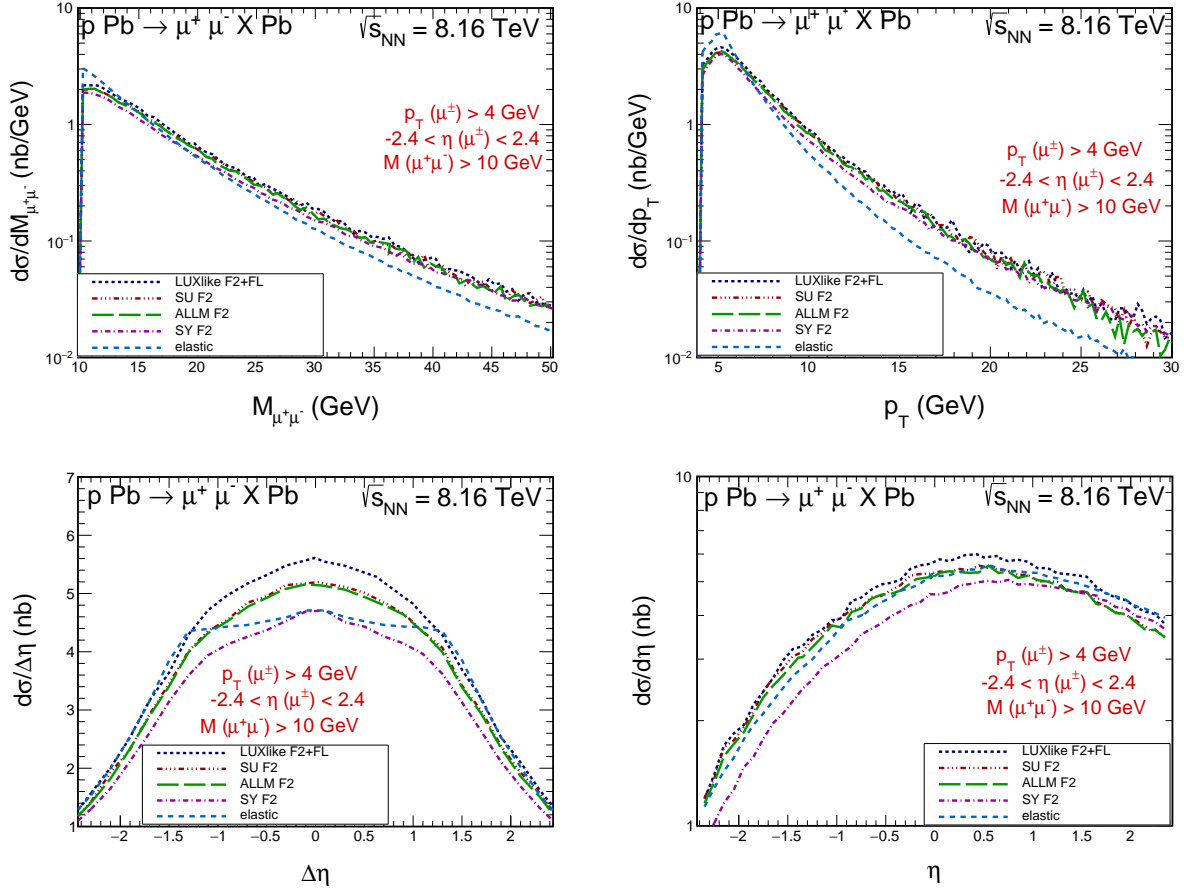 p Pb → μ⁺ μ⁻ X Pb √s_NN = 8.16 TeV
p_T (μ^±) > 4 GeV
-2.4 < η (μ^±) < 2.4
M (μ⁺μ⁻) > 10 GeV
dσ/dM_μ⁺μ⁻ (nb/GeV)
10
1
10⁻¹
10⁻²
LUXlike F2+FL
SU F2
ALLM F2
SY F2
elastic
10 15 20 25 30 35 40 45 50
M_μ⁺μ⁻ (GeV)
p Pb → μ⁺ μ⁻ X Pb √s_NN = 8.16 TeV
p_T (μ^±) > 4 GeV
-2.4 < η (μ^±) < 2.4
M (μ⁺μ⁻) > 10 GeV
dσ/dp_T (nb/GeV)
10
1
10⁻¹
10⁻²
LUXlike F2+FL
SU F2
ALLM F2
SY F2
elastic
5 10 15 20 25 30
p_T (GeV)
p Pb → μ⁺ μ⁻ X Pb √s_NN = 8.16 TeV
dσ/Δη (nb)
7
6
5
4
3
2
1
p_T (μ^±) > 4 GeV
-2.4 < η (μ^±) < 2.4
M (μ⁺μ⁻) > 10 GeV
LUXlike F2+FL
SU F2
ALLM F2
SY F2
elastic
−2 −1.5 −1 −0.5 0 0.5 1 1.5 2
Δη
p Pb → μ⁺ μ⁻ X Pb √s_NN = 8.16 TeV
dσ/dη (nb)
10
1
p_T (μ^±) > 4 GeV
-2.4 < η (μ^±) < 2.4
M (μ⁺μ⁻) > 10 GeV
LUXlike F2+FL
SU F2
ALLM F2
SY F2
elastic
−2 −1.5 −1 −0.5 0 0.5 1 1.5 2
η